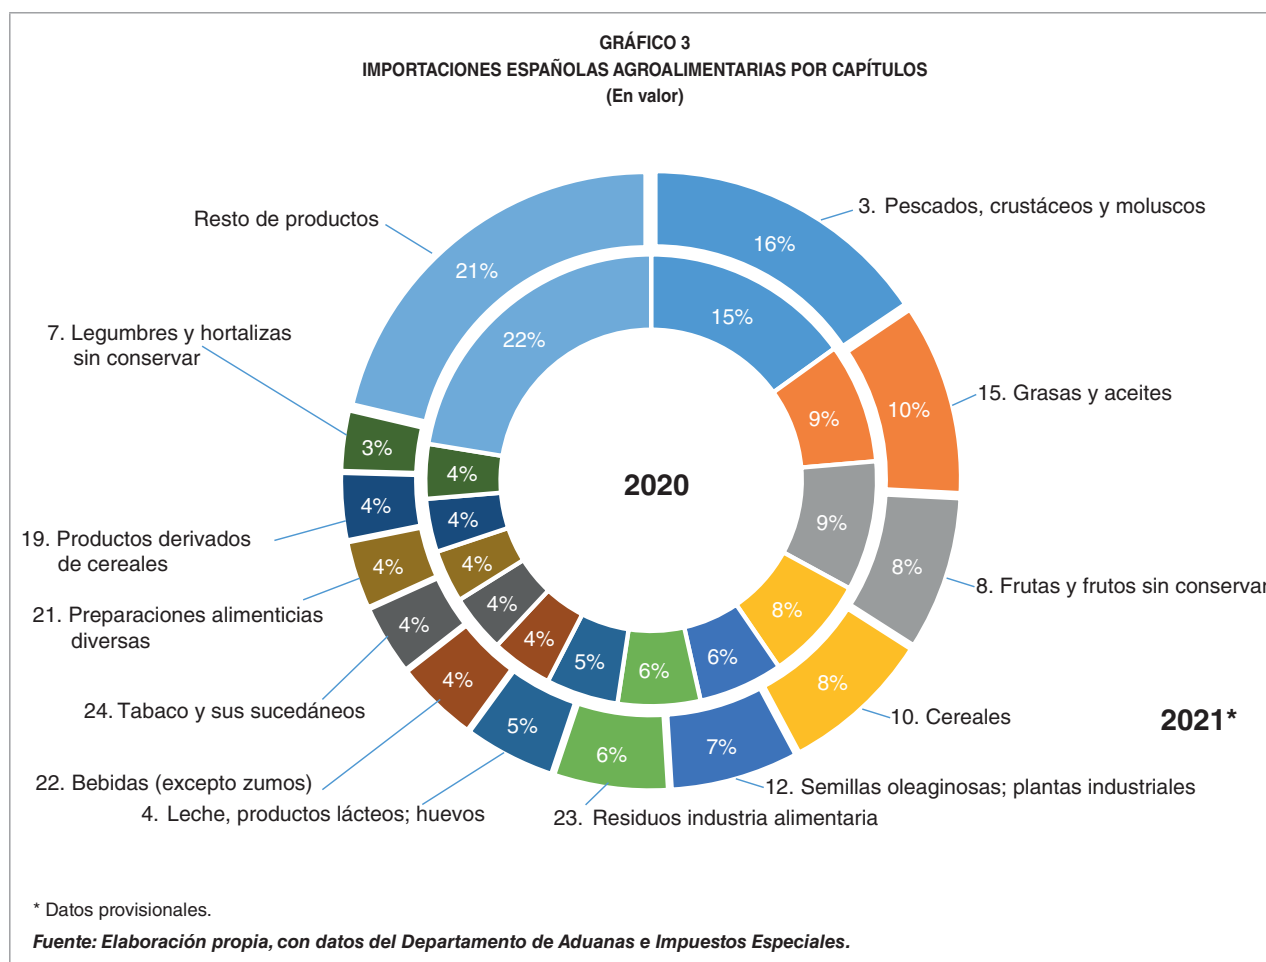 GRÁFICO 3
IMPORTACIONES ESPAÑOLAS AGROALIMENTARIAS POR CAPÍTULOS
(En valor)
Resto de productos
3. Pescados, crustáceos y moluscos
16%
21%
15%
22%
7. Legumbres y hortalizas
sin conservar
15. Grasas y aceites
10%
9%
3%
4%
2020
4%
4%
9%
19. Productos derivados
de cereales
4%
4%
8%
8. Frutas y frutos sin conservar
21. Preparaciones alimenticias
diversas
4%
4%
8%
4%
5%
6%
6%
4%
8%
24. Tabaco y sus sucedáneos
10. Cereales
2021*
5%
6%
7%
22. Bebidas (excepto zumos)
12. Semillas oleaginosas; plantas industriales
4. Leche, productos lácteos; huevos
23. Residuos industria alimentaria
* Datos provisionales.
Fuente: Elaboración propia, con datos del Departamento de Aduanas e Impuestos Especiales.